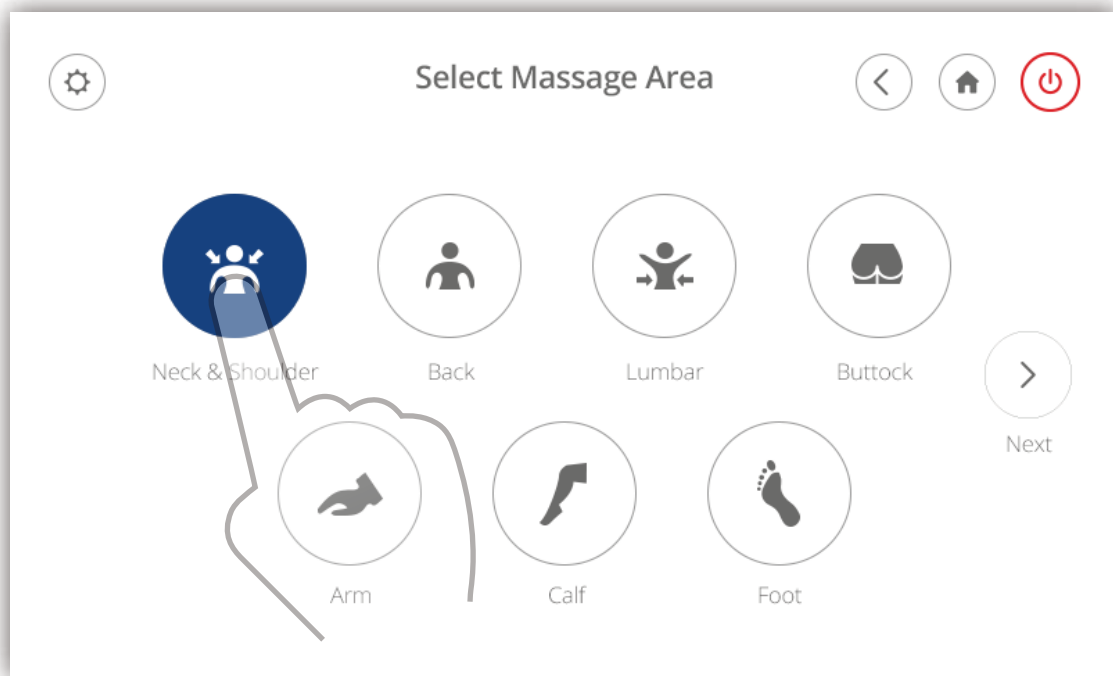 Select Massage Area
Neck & Shoulder
Back
Lumbar
Buttock
Next
Arm
Calf
Foot